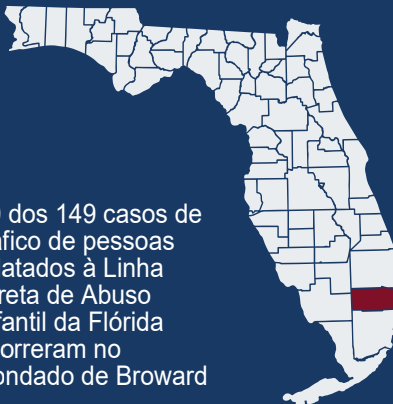 dos 149 casos de
áfico de pessoas
latados à Linha
reta de Abuso
fantil da Flórida
orreram no
ondado de Broward